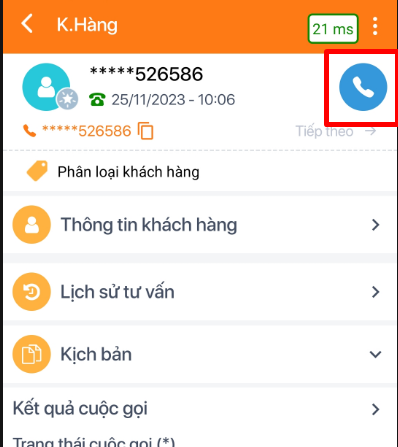 K.Hàng
21 ms
*****526586
25/11/2023 - 10:06
*****526586
Tiếp theo
Phân loại khách hàng
Thông tin khách hàng
Lịch sử tư vấn
Kịch bản
Kết quả cuộc gọi
Trạng thái cuộc gọi (*)